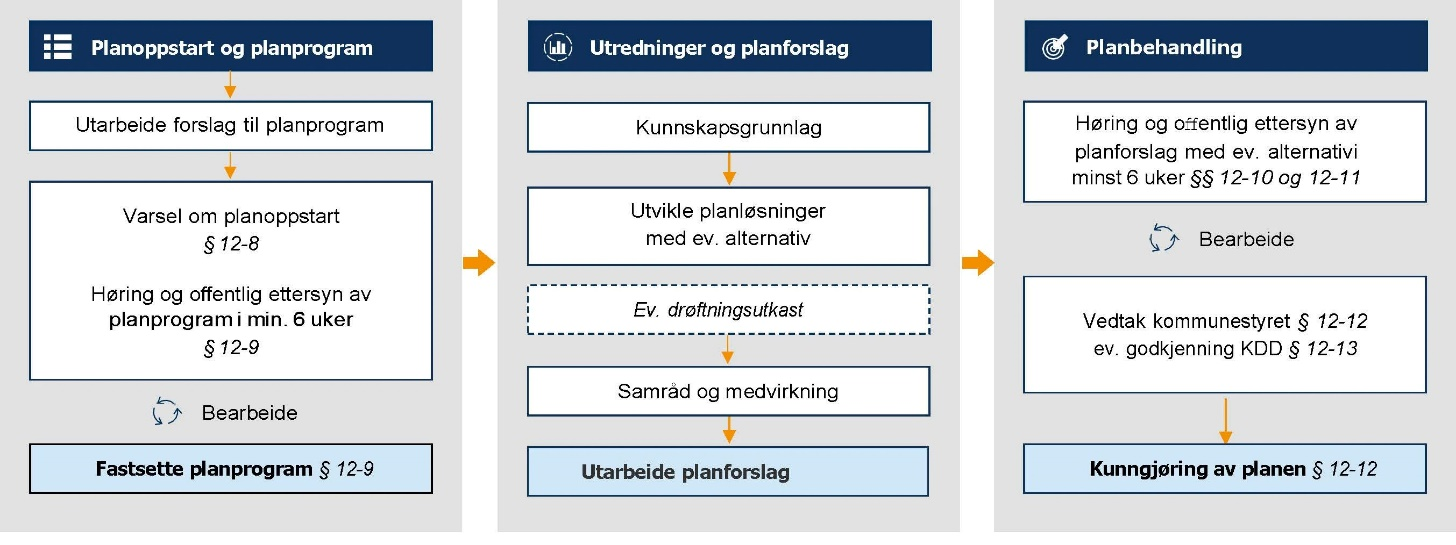 Planoppstart og planprogram
Utarbeide forslag til planprogram
Varsel om planoppstart
§ 12-8
Høring og offentlig ettersyn av
planprogram i min. 6 uker
§ 12-9
Bearbeide
Fastsette planprogram § 12-9
Utredninger og planforslag
Kunnskapsgrunnlag
Utvikle planløsninger
med ev. alternativ
Ev. drøftningsutkast
Samråd og medvirkning
Utarbeide planforslag
Planbehandling
Høring og offentlig ettersyn av
planforslag med ev. alternativi
minst 6 uker §§ 12-10 og 12-11
Bearbeide
Vedtak kommunestyret § 12-12
ev. godkjenning KDD § 12-13
Kunngjøring av planen § 12-12